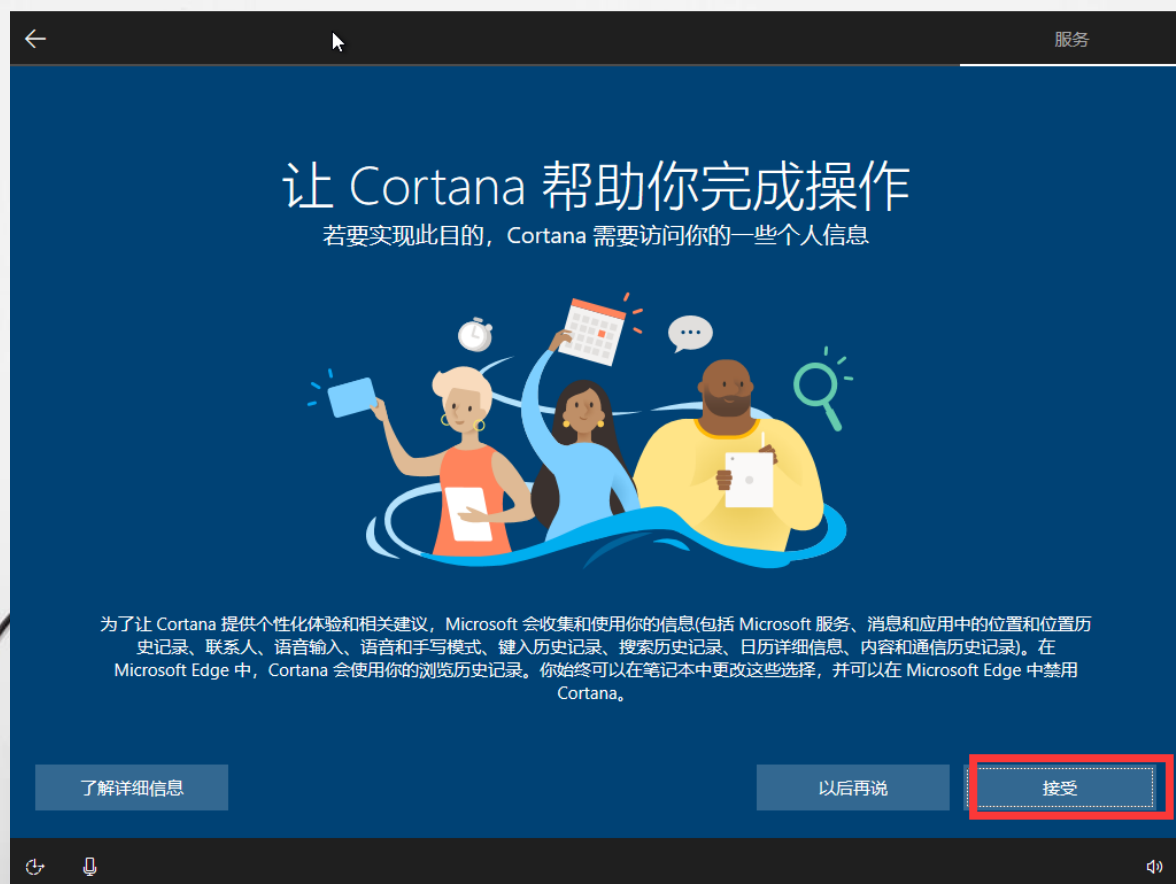 服务
让 Cortana 帮助你完成操作
若要实现此目的，Cortana 需要访问你的一些个人信息
为了让 Cortana 提供个性化体验和相关建议，Microsoft 会收集和使用你的信息(包括 Microsoft 服务、消息和应用中的位置和位置历
史记录、联系人、语音输入、语音和手写模式、键入历史记录、搜索历史记录、日历详细信息、内容和通信历史记录)。在
Microsoft Edge 中，Cortana 会使用你的浏览历史记录。你始终可以在笔记本中更改这些选择，并可以在 Microsoft Edge 中禁用
Cortana。
了解详细信息
以后再说
接受